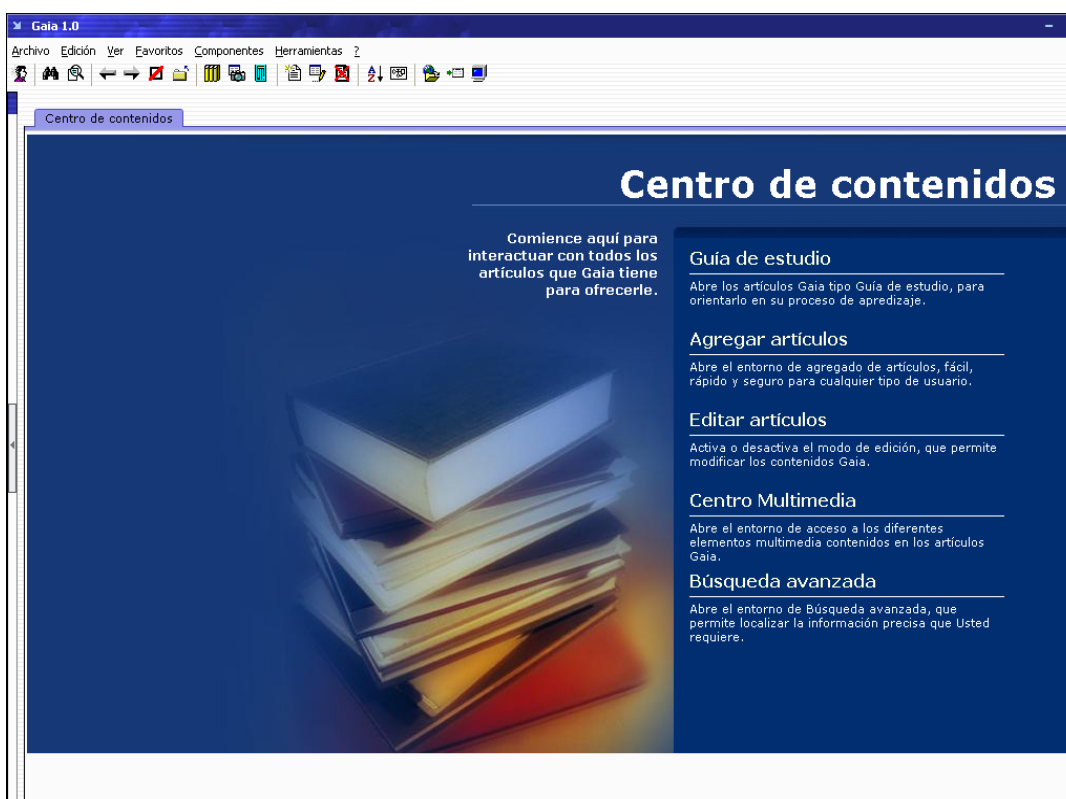 Gaia 1.0
Archivo Edición Ver Favoritos Componentes Herramientas ?
Centro de contenidos
Centro de contenidos
Comience aquí para
interactuar con todos los
artículos que Gaia tiene
para ofrecerle.
Guía de estudio
Abre los artículos Gaia tipo Guía de estudio, para
orientarlo en su proceso de apredizaje.
Agregar artículos
Abre el entorno de agregado de artículos, fácil,
rápido y seguro para cualquier tipo de usuario.
Editar artículos
Activa o desactiva el modo de edición, que permite
modificar los contenidos Gaia.
Centro Multimedia
Abre el entorno de acceso a los diferentes
elementos multimedia contenidos en los artículos
Gaia.
Búsqueda avanzada
Abre el entorno de Búsqueda avanzada, que
permite localizar la información precisa que Usted
requiere.